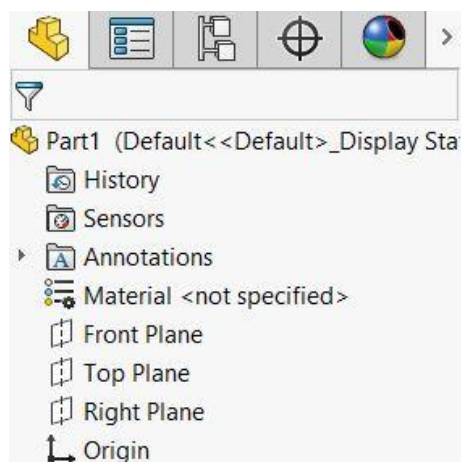 Part1 (Default<<Default>_Display Sta
History
Sensors
A Annotations
Material <not specified>
Front Plane
Top Plane
Right Plane
Origin